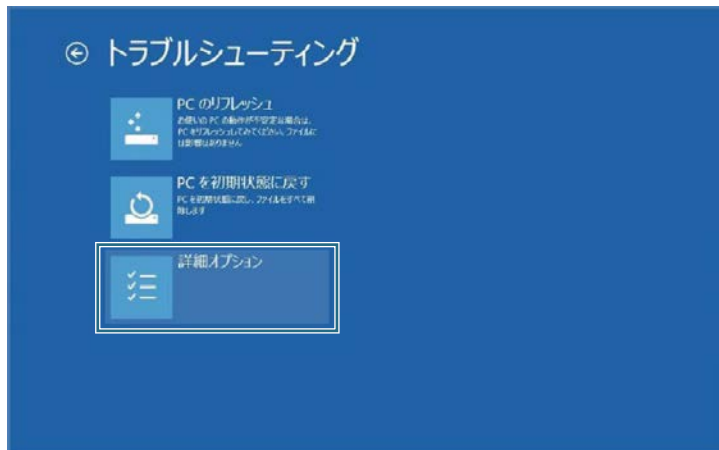 トラブルシューティング
PC のリフレッシュ
お使いの PC の動作が不安定な場合は、
PC をリフレッシュしてみてください。ファイルに
は影響はありません
PC を初期状態に戻す
PC を初期状態に戻し、ファイルをすべて削
除します
詳細オプション